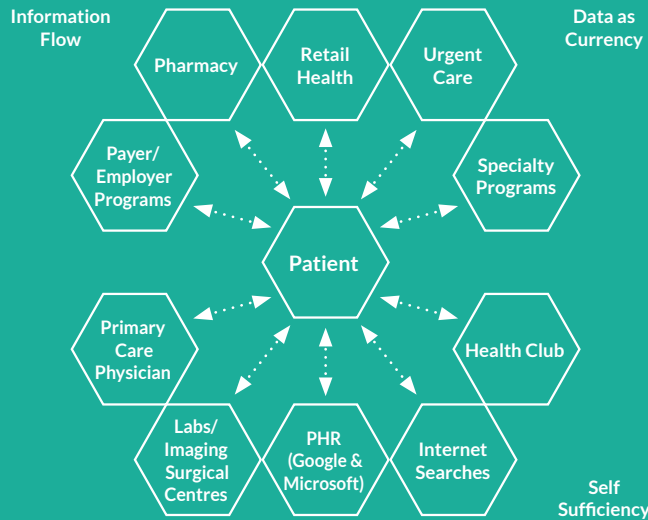 Information
Flow
Data as
Currency
Pharmacy
Retail
Health
Urgent
Care
Payer/
Employer
Programs
Specialty
Programs
Patient
Primary
Care
Physician
Health Club
Labs/
Imaging
Surgical
Centres
PHR
(Google &
Microsoft)
Internet
Searches
Self
Sufficiency